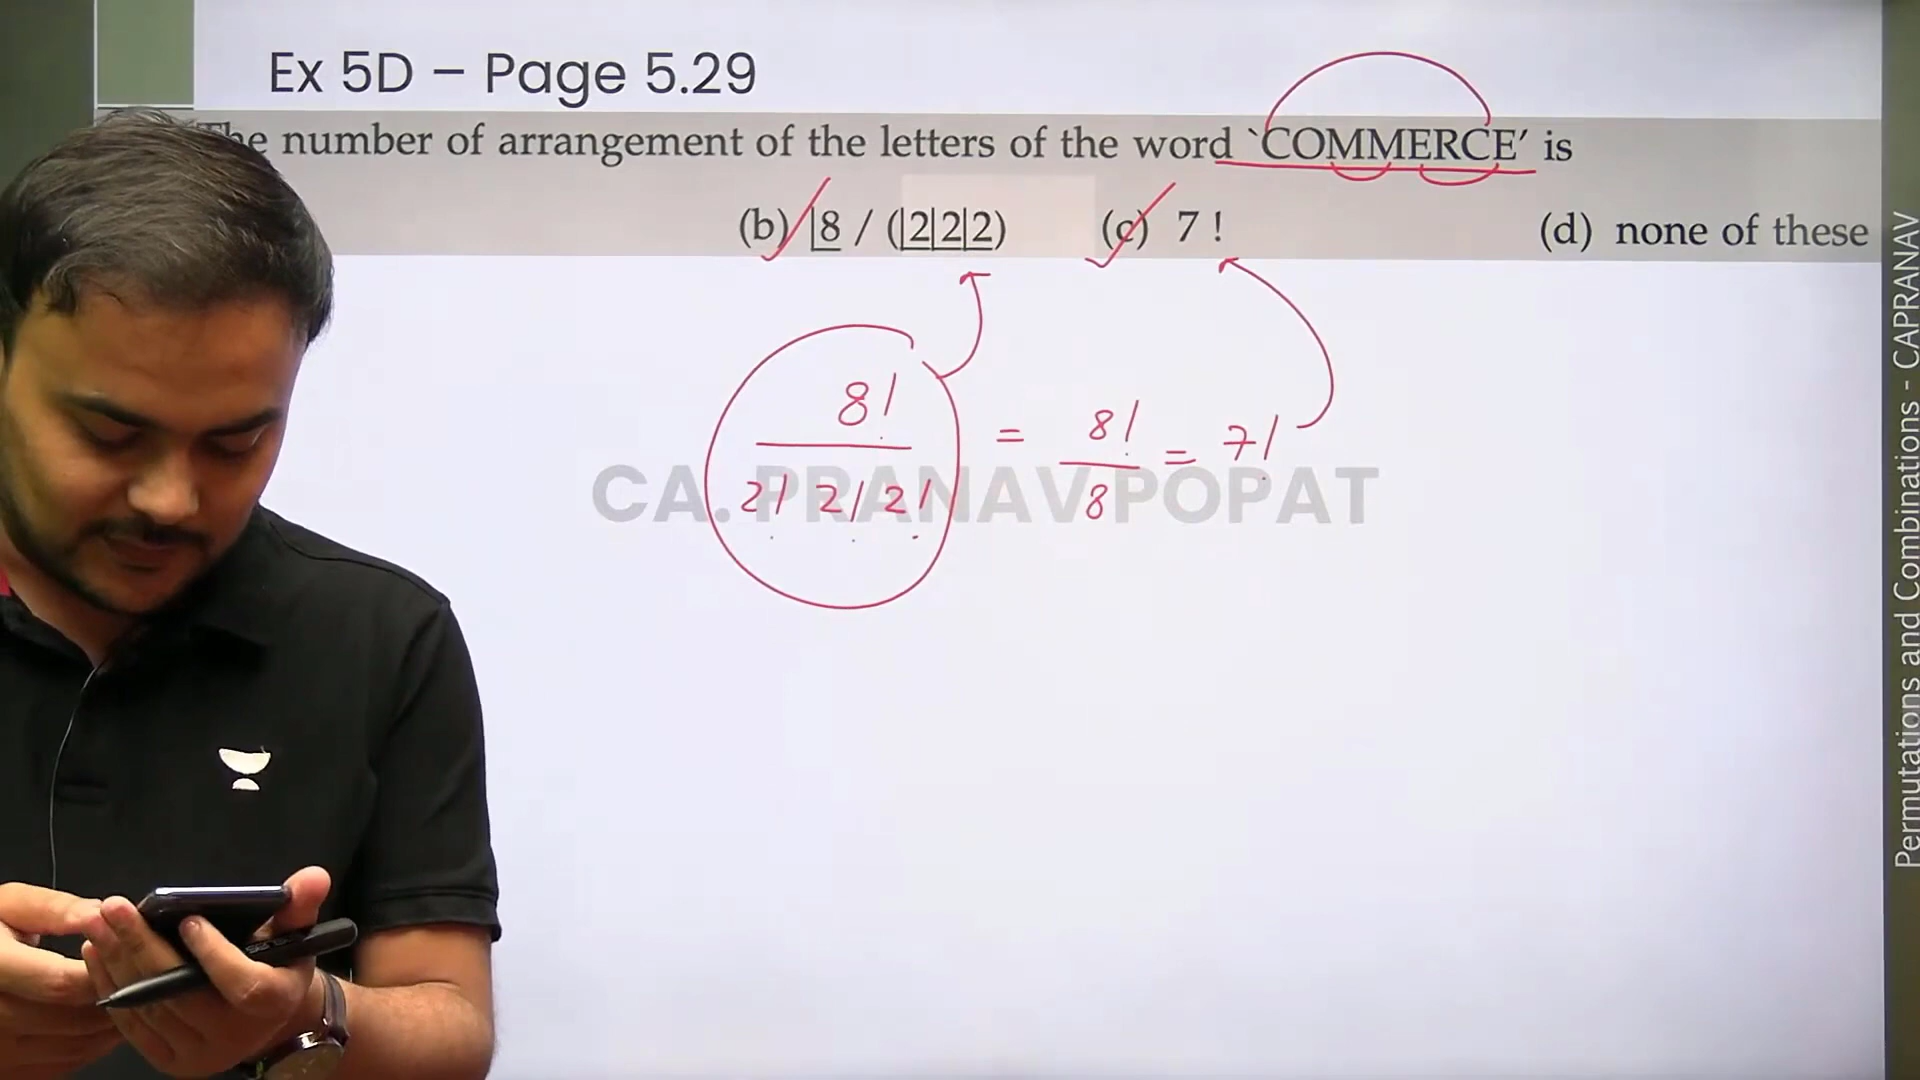 Ex 5D – Page 5.29
The number of arrangement of the letters of the word `COMMERCE' is
(b) |8 / (|2|2|2) (c) 7 ! (d) none of these
8!
2! 2! 2!
= 8! / 8 = 7!
CA. PRANAV POPAT
Permutations and Combinations - CAPRANAV